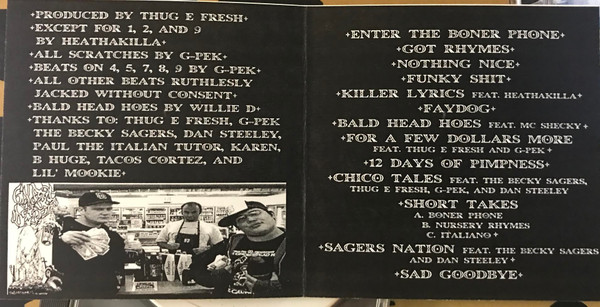 +PRODUCED BY THUG E FRESH+
+EXCEPT FOR 1, 2, AND 9
BY HEATHAKILLA+
+ALL SCRATCHES BY G-PEK+
+BEATS ON 4, 5, 7, 8, 9 BY G-PEK+
+ALL OTHER BEATS RUTHLESSLY
JACKED WITHOUT CONSENT+
+BALD HEAD HOES BY WILLIE D+
+THANKS TO: THUG E FRESH, G-PEK
THE BECKY SAGERS, DAN STEELEY,
PAUL THE ITALIAN TUTOR, KAREN,
B HUGE, TACOS CORTEZ, AND
LIL' MOOKIE+
+ENTER THE BONER PHONE+
+GOT RHYMES+
+NOTHING NICE+
+FUNKY SHIT+
+KILLER LYRICS FEAT. HEATHAKILLA+
+FAYDOG+
+BALD HEAD HOES FEAT. MC SHECKY+
+FOR A FEW DOLLARS MORE
FEAT. THUG E FRESH AND G-PEK+
+12 DAYS OF PIMPNESS+
+CHICO TALES FEAT. THE BECKY SAGERS,
THUG E FRESH, G-PEK, AND DAN STEELEY
+SHORT TAKES
A. BONER PHONE
B. NURSERY RHYMES
C. ITALIANO+
+SAGERS NATION FEAT. THE BECKY SAGERS
AND DAN STEELEY+
+SAD GOODBYE+